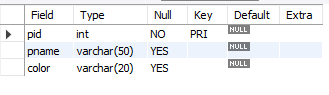 Field Type Null Key Default Extra
pid int NO PRI NULL
pname varchar(50) YES NULL
color varchar(20) YES NULL